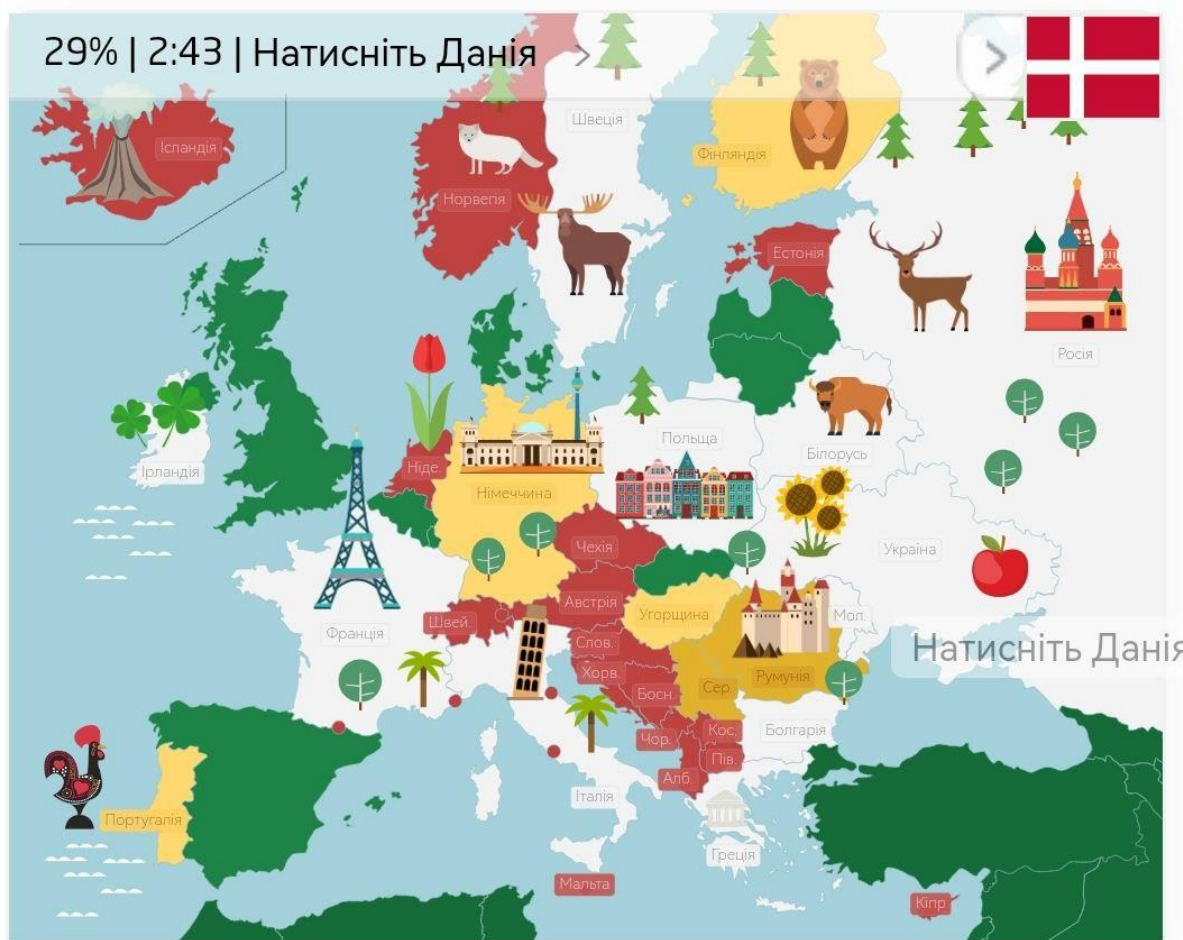 29% | 2:43 | Натисніть Данія
Швеція
Ісландія
Фінляндія
Норвегія
Естонія
Росія
Польща
Білорусь
Ніде.
Ірландія
Німеччина
Чехія
Україна
Австрія
Угорщина
Мол.
Швей.
Франція
Слов.
Натисніть Данія
Хорв.
Румунія
Сер.
Босн.
Кос.
Болгарія
Чор.
Пів.
Алб.
Італія
Португалія
Греція
Мальта
Кіпр